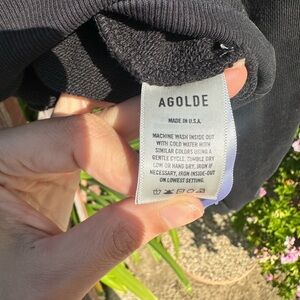 AGOLDE
MADE IN U.S.A.
MACHINE WASH INSIDE OUT
WITH COLD WATER WITH
SIMILAR COLORS USING A
GENTLE CYCLE. TUMBLE DRY
LOW OR HANG DRY. IRON IF
NECESSARY, IRON INSIDE-OUT
ON LOWEST SETTING.